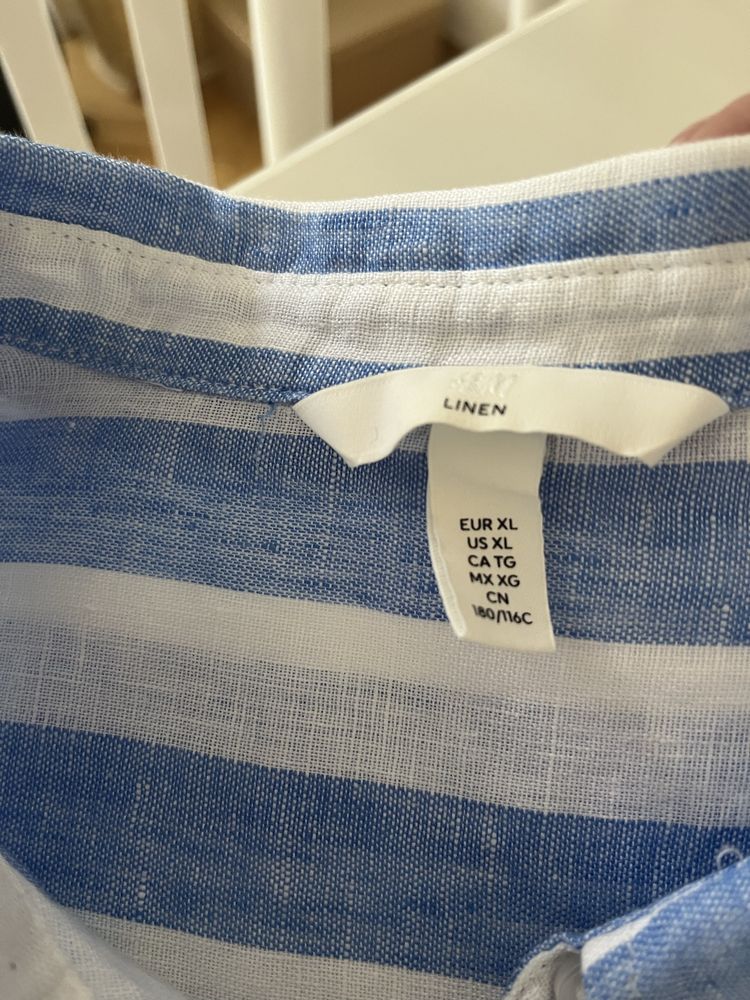 LINEN
EUR XL
US XL
CA TG
MX XG
CN
180/116C